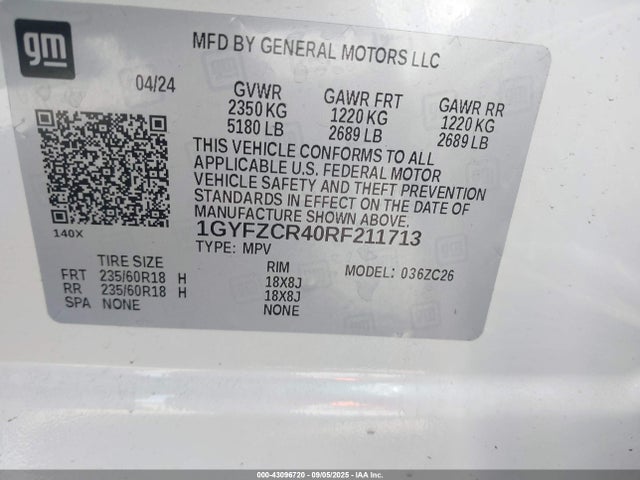 gm
MFD BY GENERAL MOTORS LLC
04/24
GVWR GAWR FRT GAWR RR
2350 KG 1220 KG 1220 KG
5180 LB 2689 LB 2689 LB
THIS VEHICLE CONFORMS TO ALL
APPLICABLE U.S. FEDERAL MOTOR
VEHICLE SAFETY AND THEFT PREVENTION
STANDARDS IN EFFECT ON THE DATE OF
MANUFACTURE SHOWN ABOVE.
140X
1GYFZCR40RF211713
TYPE: MPV
TIRE SIZE RIM MODEL: 036ZC26
FRT 235/60R18 H 18X8J
RR 235/60R18 H 18X8J
SPA NONE NONE
000-43096720 - 09/05/2025 - IAAI.CA